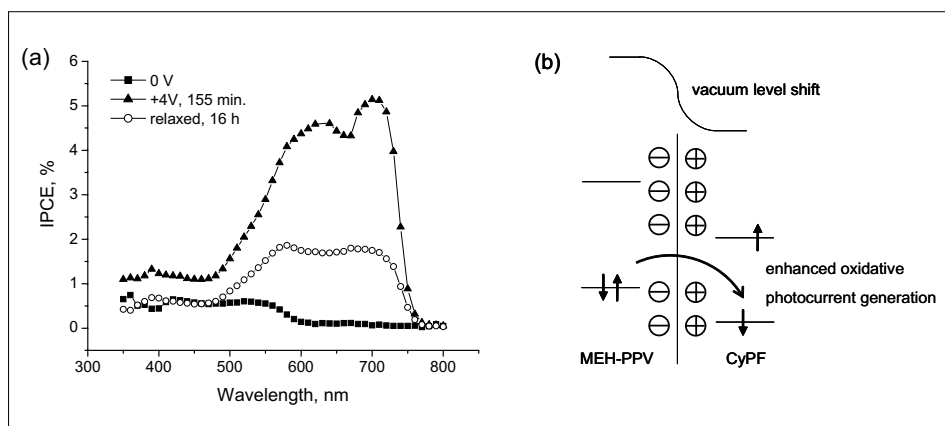 (a)
0 V
+4V, 155 min.
relaxed, 16 h
IPCE, %
6
5
4
3
2
1
0
300 400 500 600 700 800
Wavelength, nm
(b)
vacuum level shift
enhanced oxidative
photocurrent generation
MEH-PPV CyPF